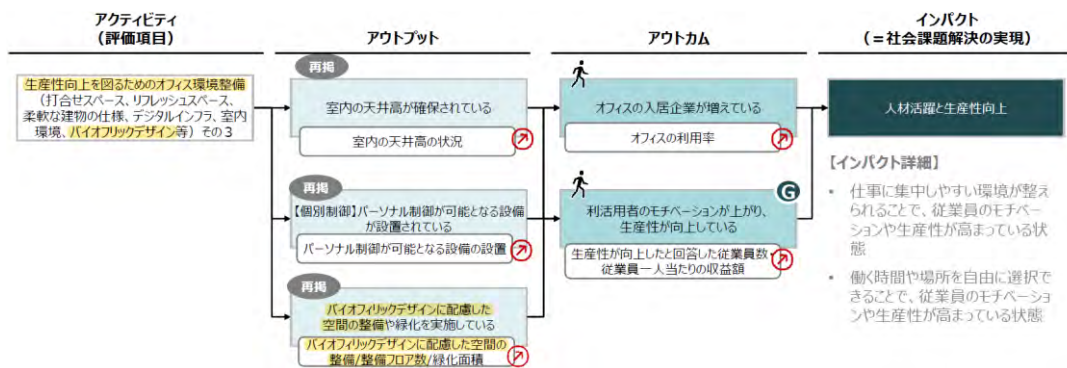 アクティビティ
（評価項目）
アウトプット
アウトカム
インパクト
（＝社会課題解決の実現）
生産性向上を図るためのオフィス環境整備
（打合せスペース、リフレッシュスペース、
柔軟な建物の仕様、デジタルインフラ、室内
環境、バイオフリックデザイン等）その３
再掲
室内の天井高が確保されている
室内の天井高の状況
再掲
【個別制御】パーソナル制御が可能となる設備
が設置されている
パーソナル制御が可能となる設備の設置
再掲
バイオフィリックデザインに配慮した
空間の整備や緑化を実施している
バイオフィリックデザインに配慮した空間の
整備/整備フロア数/緑化面積
オフィスの入居企業が増えている
オフィスの利用率
G
利活用者のモチベーションが上がり、
生産性が向上している
生産性が向上したと回答した従業員数・
従業員一人当たりの収益額
人材活躍と生産性向上
【インパクト詳細】
• 仕事に集中しやすい環境が整え
られることで、従業員のモチベー
ションや生産性が高まっている状
態
• 働く時間や場所を自由に選択で
きることで、従業員のモチベーショ
ンや生産性が高まっている状態